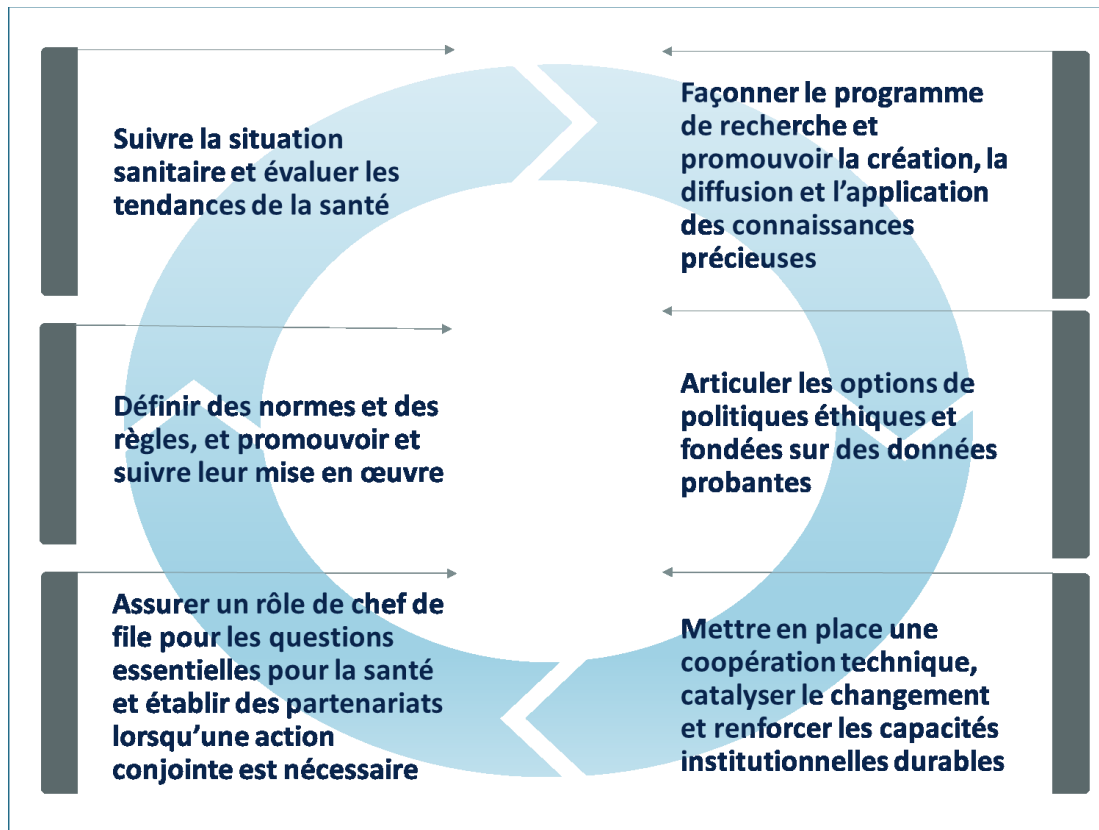 Suivre la situation
sanitaire et évaluer les
tendances de la santé
Définir des normes et des
règles, et promouvoir et
suivre leur mise en œuvre
Assurer un rôle de chef de
file pour les questions
essentielles pour la santé
et établir des partenariats
lorsqu’une action
conjointe est nécessaire
Façonner le programme
de recherche et
promouvoir la création, la
diffusion et l’application
des connaissances
précieuses
Articuler les options de
politiques éthiques et
fondées sur des données
probantes
Mettre en place une
coopération technique,
catalyser le changement
et renforcer les capacités
institutionnelles durables